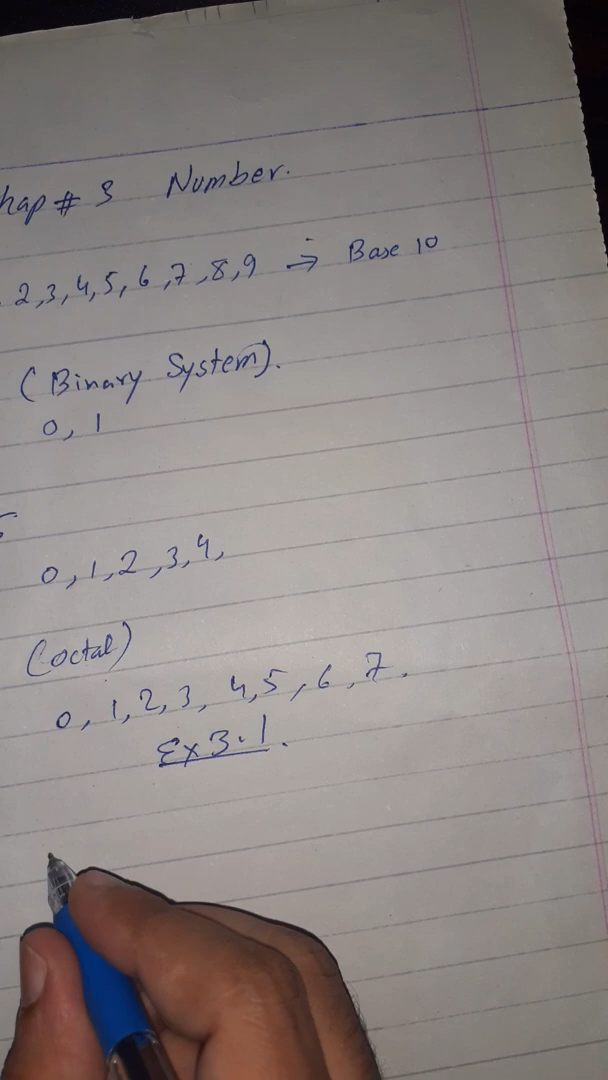 hap # 3 Number.
2,3,4,5,6,7,8,9 → Base 10
(Binary System).
0, 1
5
0,1,2,3,4,
(octal)
0, 1,2,3, 4,5,6,7.
Ex 3.1.